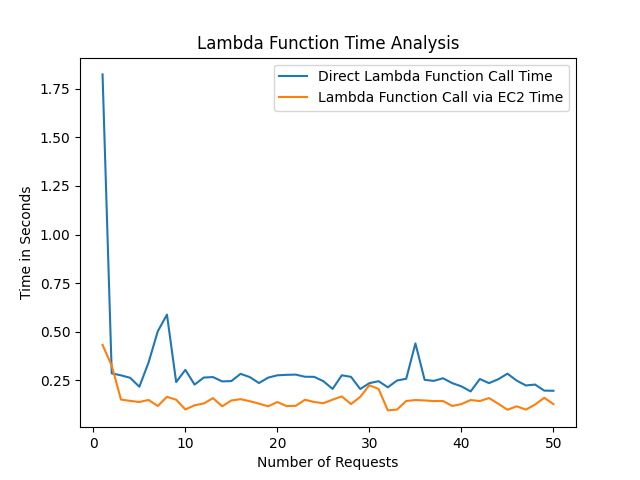 Lambda Function Time Analysis
Direct Lambda Function Call Time
Lambda Function Call via EC2 Time
Time in Seconds
1.75
1.50
1.25
1.00
0.75
0.50
0.25
0 10 20 30 40 50
Number of Requests